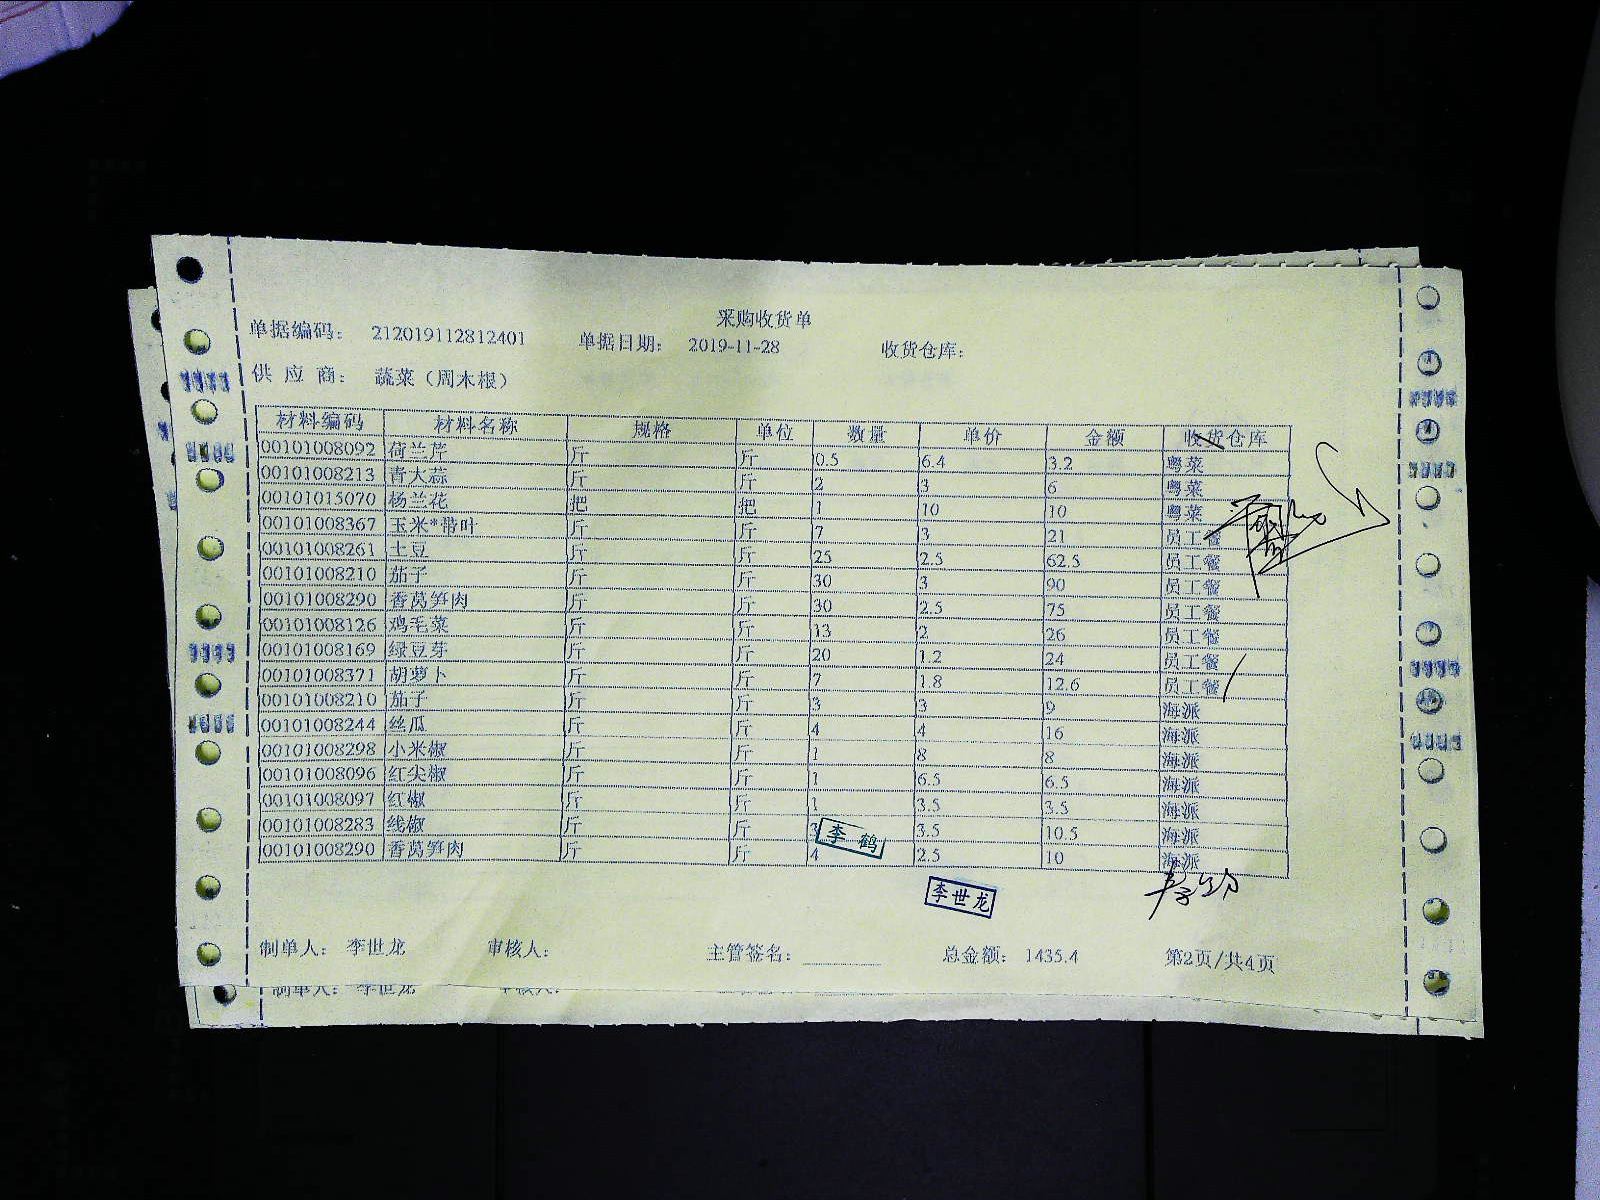 采购收货单
单据编码: 212019112812401 单据日期: 2019-11-28 收货仓库:
供 应 商: 蔬菜（周木根）
材料编码 材料名称 规格 单位 数量 单价 金额 收货仓库
00101008092 荷兰芹 斤 斤 0.5 6.4 3.2 粤菜
00101008213 青大蒜 斤 斤 2 3 6 粤菜
00101015070 杨兰花 把 把 1 10 10 粤菜
00101008367 玉米*带叶 斤 斤 7 3 21 员工餐
00101008261 土豆 斤 斤 25 2.5 62.5 员工餐
00101008210 茄子 斤 斤 30 3 90 员工餐
00101008290 香莴笋肉 斤 斤 30 2.5 75 员工餐
00101008126 鸡毛菜 斤 斤 13 2 26 员工餐
00101008169 绿豆芽 斤 斤 20 1.2 24 员工餐
00101008371 胡萝卜 斤 斤 7 1.8 12.6 员工餐
00101008210 茄子 斤 斤 3 3 9 海派
00101008244 丝瓜 斤 斤 4 4 16 海派
00101008298 小米椒 斤 斤 1 8 8 海派
00101008096 红尖椒 斤 斤 1 6.5 6.5 海派
00101008097 红椒 斤 斤 1 3.5 3.5 海派
00101008283 线椒 斤 斤 3 3.5 10.5 海派
00101008290 香莴笋肉 斤 斤 4 2.5 10 海派
李鹤
李世龙
制单人: 李世龙 审核人: 主管签名: 总金额: 1435.4 第2页/共4页
制单人: 李世龙 审核人: